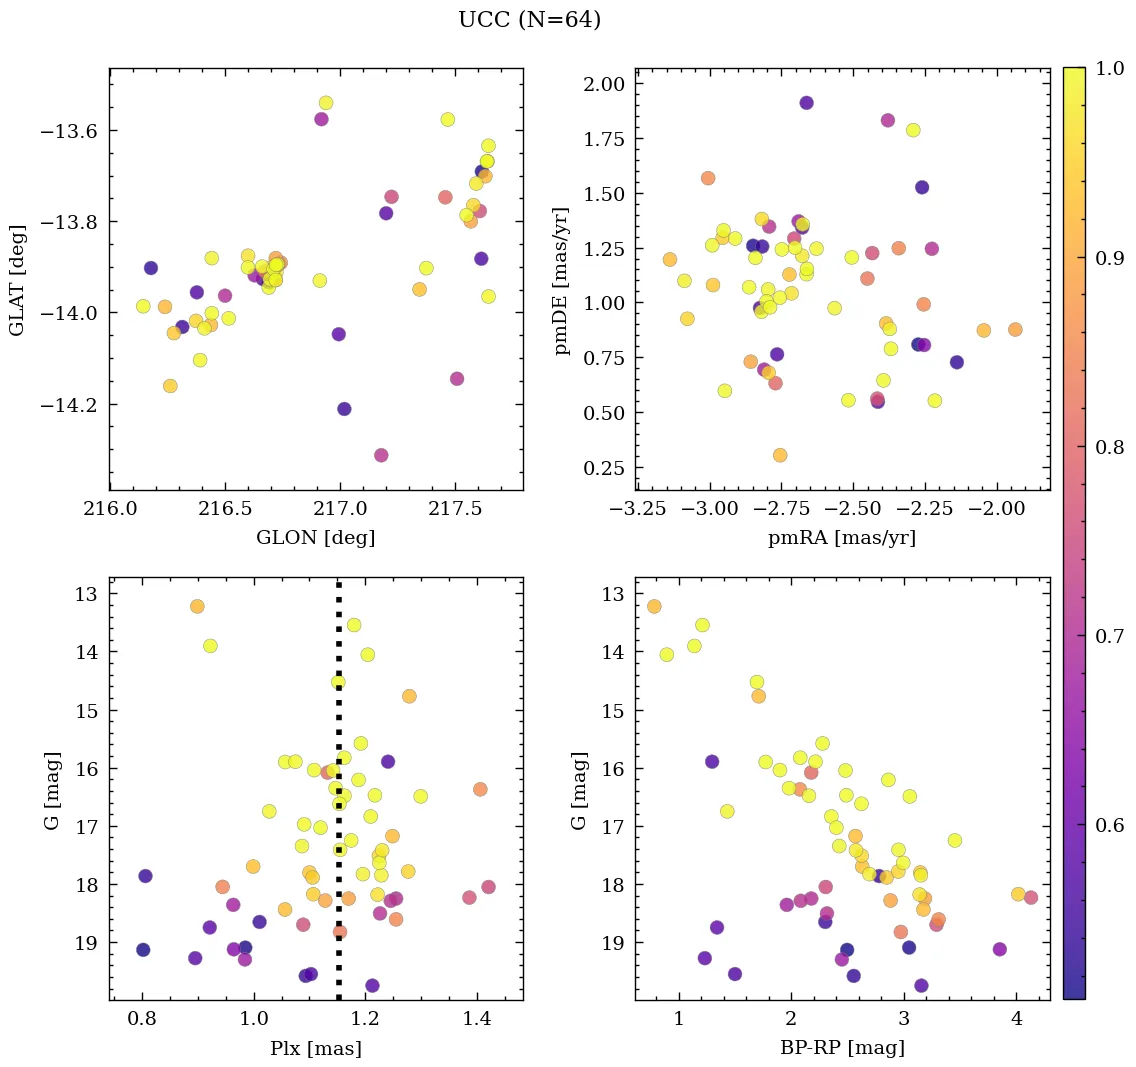 UCC (N=64)
−13.6
−13.8
−14.0
−14.2
GLAT [deg]
216.0 216.5 217.0 217.5
GLON [deg]
2.00
1.75
1.50
1.25
1.00
0.75
0.50
0.25
pmDE [mas/yr]
−3.25 −3.00 −2.75 −2.50 −2.25 −2.00
pmRA [mas/yr]
13
14
15
16
17
18
19
G [mag]
0.8 1.0 1.2 1.4
Plx [mas]
13
14
15
16
17
18
19
G [mag]
1 2 3 4
BP-RP [mag]
1.0
0.9
0.8
0.7
0.6